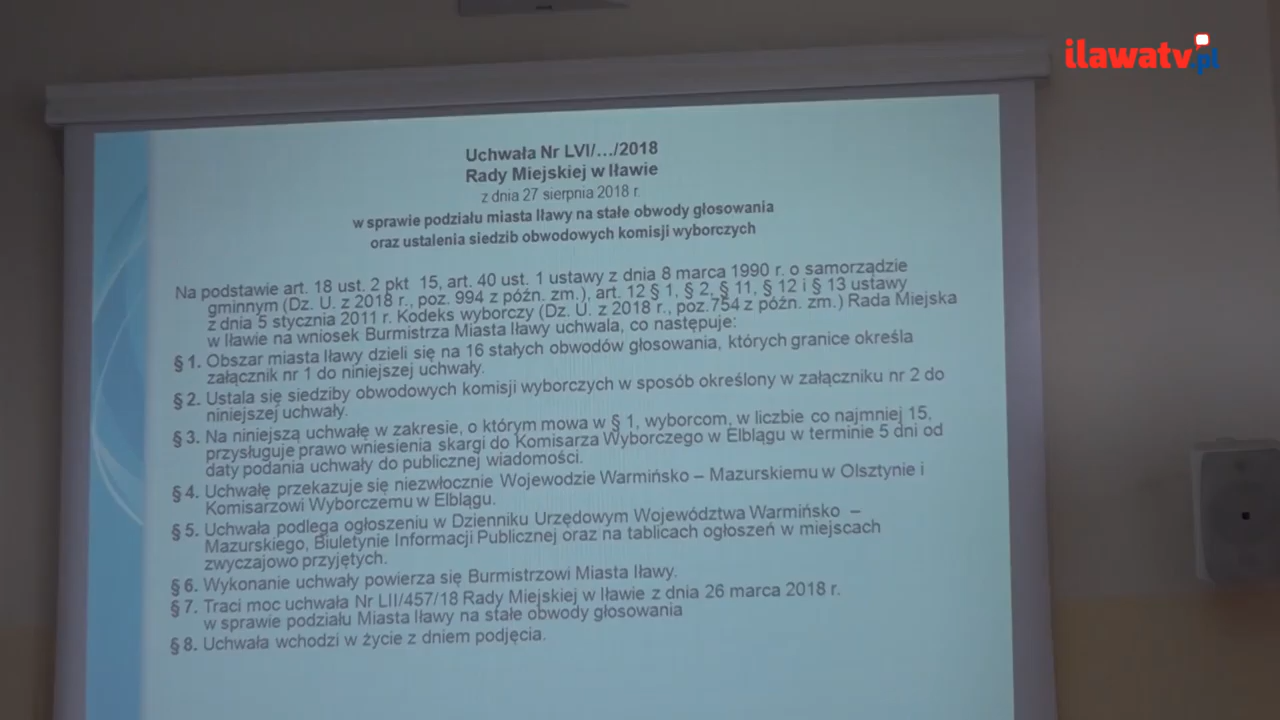 ilawatv.pl
Uchwała Nr LVI/.../2018
Rady Miejskiej w Iławie
z dnia 27 sierpnia 2018 r.
w sprawie podziału miasta Iławy na stałe obwody głosowania
oraz ustalenia siedzib obwodowych komisji wyborczych
Na podstawie art. 18 ust. 2 pkt 15, art. 40 ust. 1 ustawy z dnia 8 marca 1990 r. o samorządzie
gminnym (Dz. U. z 2018 r., poz. 994 z późn. zm.), art. 12 § 1, § 2, § 11, § 12 i § 13 ustawy
z dnia 5 stycznia 2011 r. Kodeks wyborczy (Dz. U. z 2018 r., poz.754 z późn. zm.) Rada Miejska
w Iławie na wniosek Burmistrza Miasta Iławy uchwala, co następuje:
§ 1. Obszar miasta Iławy dzieli się na 16 stałych obwodów głosowania, których granice określa
załącznik nr 1 do niniejszej uchwały.
§ 2. Ustala się siedziby obwodowych komisji wyborczych w sposób określony w załączniku nr 2 do
niniejszej uchwały.
§ 3. Na niniejszą uchwałę w zakresie, o którym mowa w § 1, wyborcom, w liczbie co najmniej 15,
przysługuje prawo wniesienia skargi do Komisarza Wyborczego w Elblągu w terminie 5 dni od
daty podania uchwały do publicznej wiadomości.
§ 4. Uchwałę przekazuje się niezwłocznie Wojewodzie Warmińsko – Mazurskiemu w Olsztynie i
Komisarzowi Wyborczemu w Elblągu.
§ 5. Uchwała podlega ogłoszeniu w Dzienniku Urzędowym Województwa Warmińsko –
Mazurskiego, Biuletynie Informacji Publicznej oraz na tablicach ogłoszeń w miejscach
zwyczajowo przyjętych.
§ 6. Wykonanie uchwały powierza się Burmistrzowi Miasta Iławy.
§ 7. Traci moc uchwała Nr LII/457/18 Rady Miejskiej w Iławie z dnia 26 marca 2018 r.
w sprawie podziału Miasta Iławy na stałe obwody głosowania
§ 8. Uchwała wchodzi w życie z dniem podjęcia.